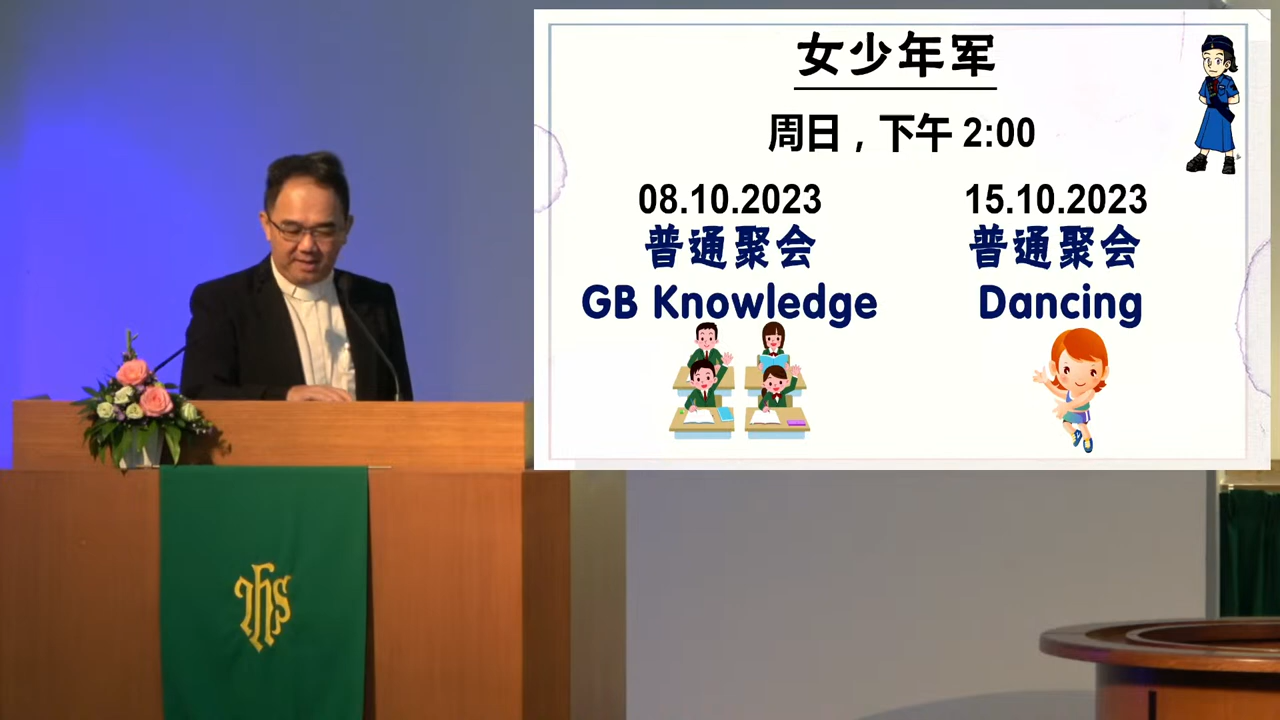 女少年军
周日，下午 2:00
08.10.2023
普通聚会
GB Knowledge
15.10.2023
普通聚会
Dancing
IHS